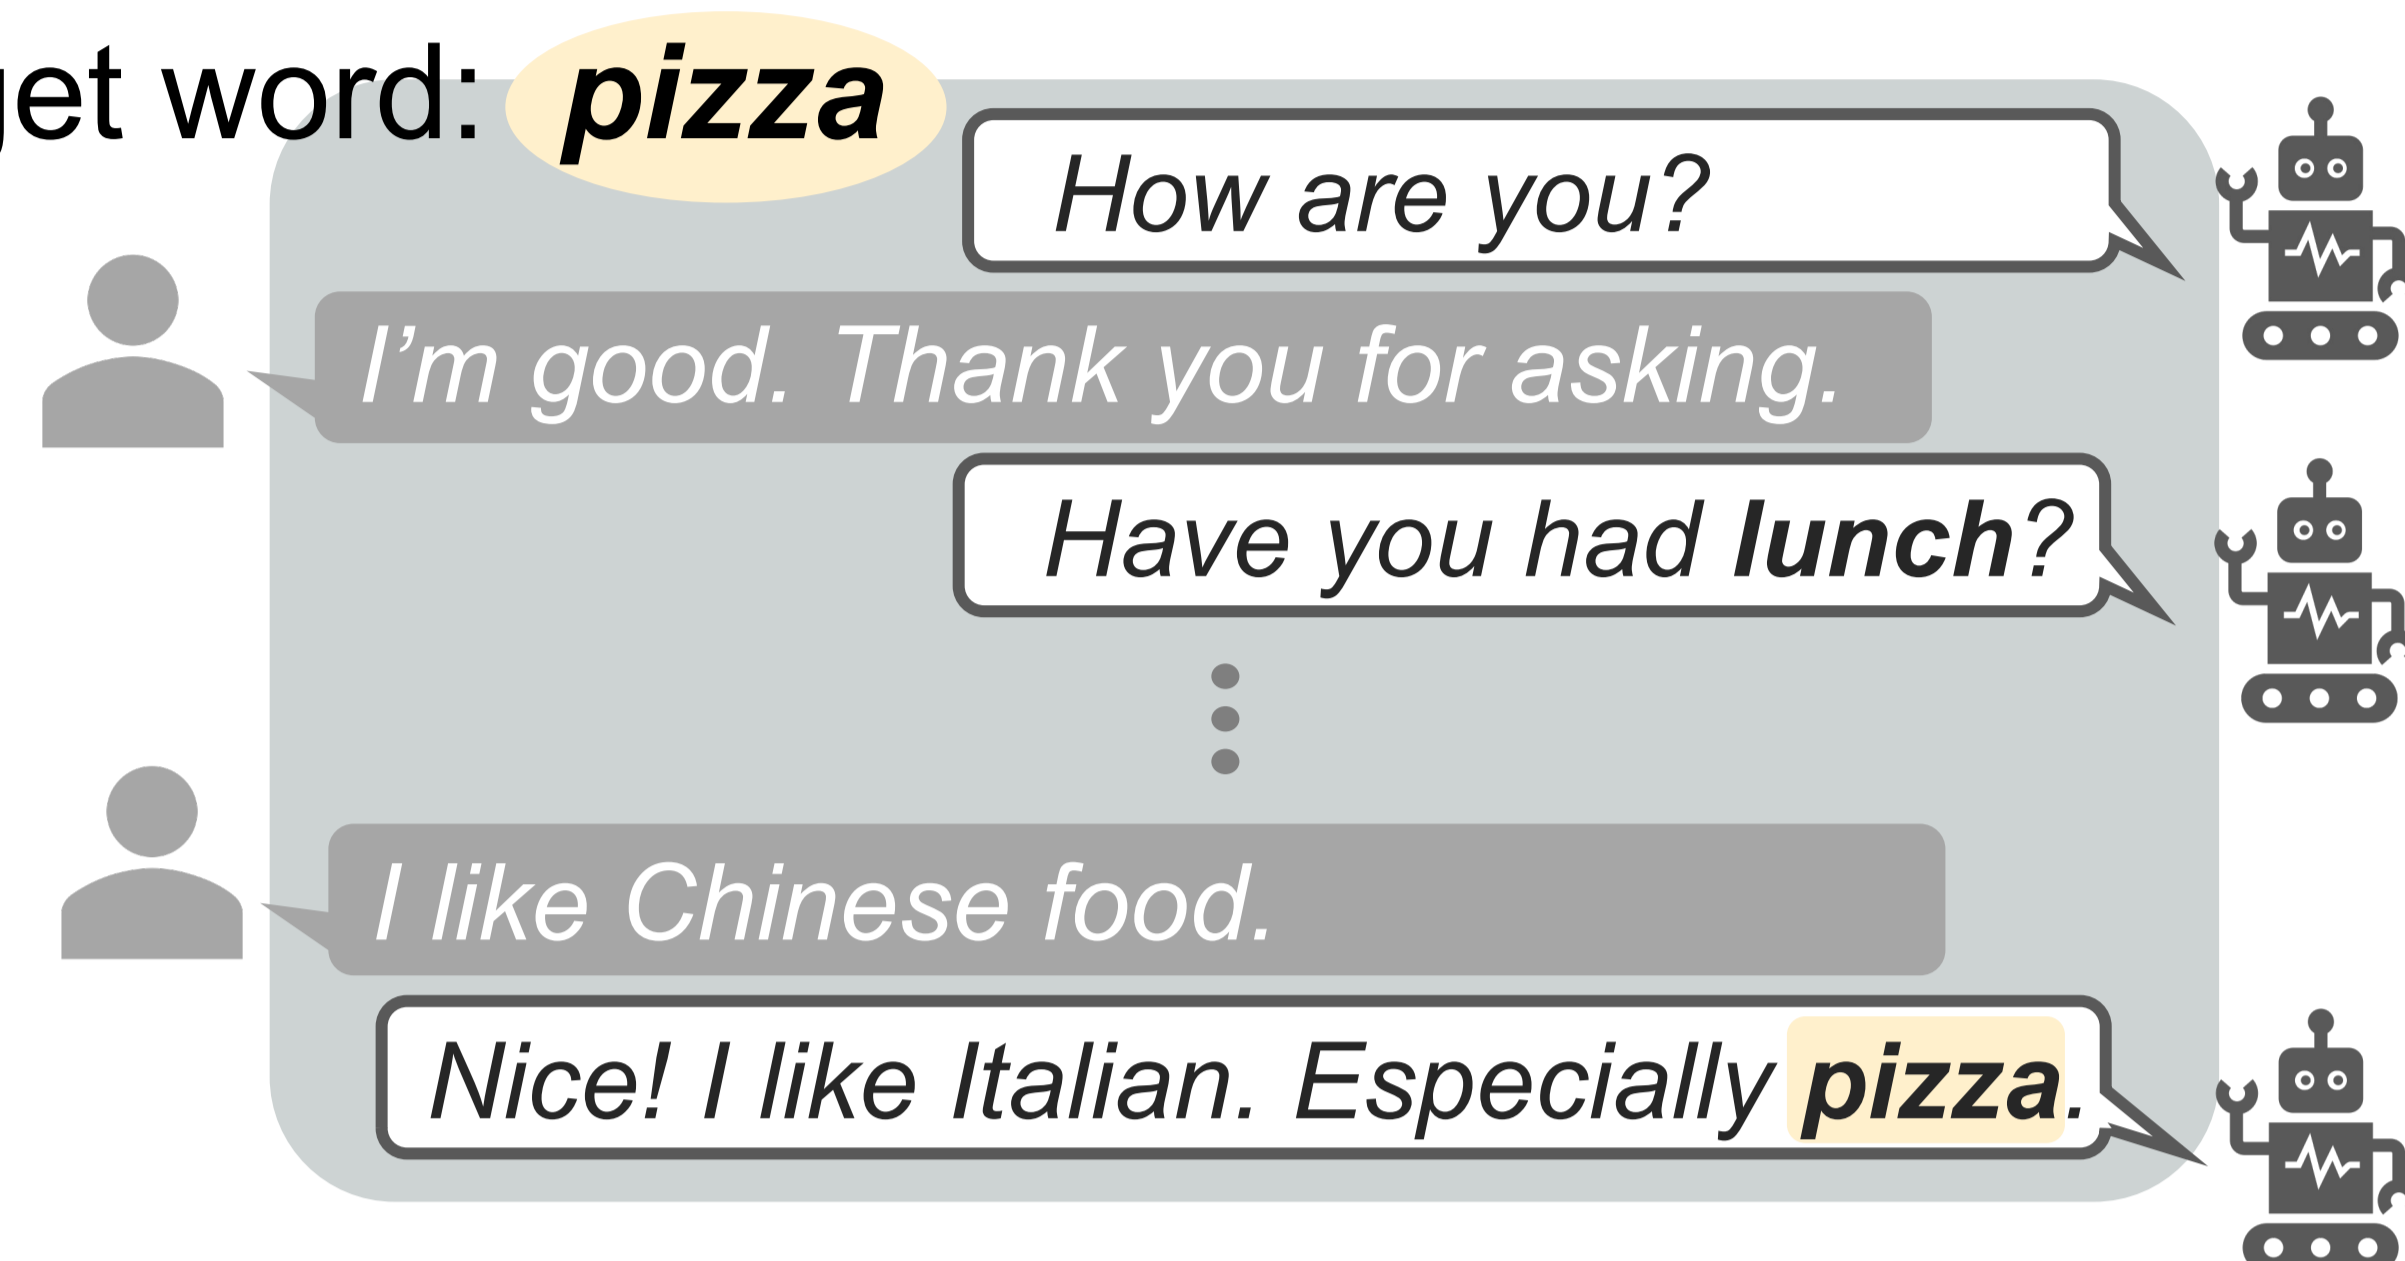 get word: pizza
How are you?
I'm good. Thank you for asking.
Have you had lunch?
I like Chinese food.
Nice! I like Italian. Especially pizza.